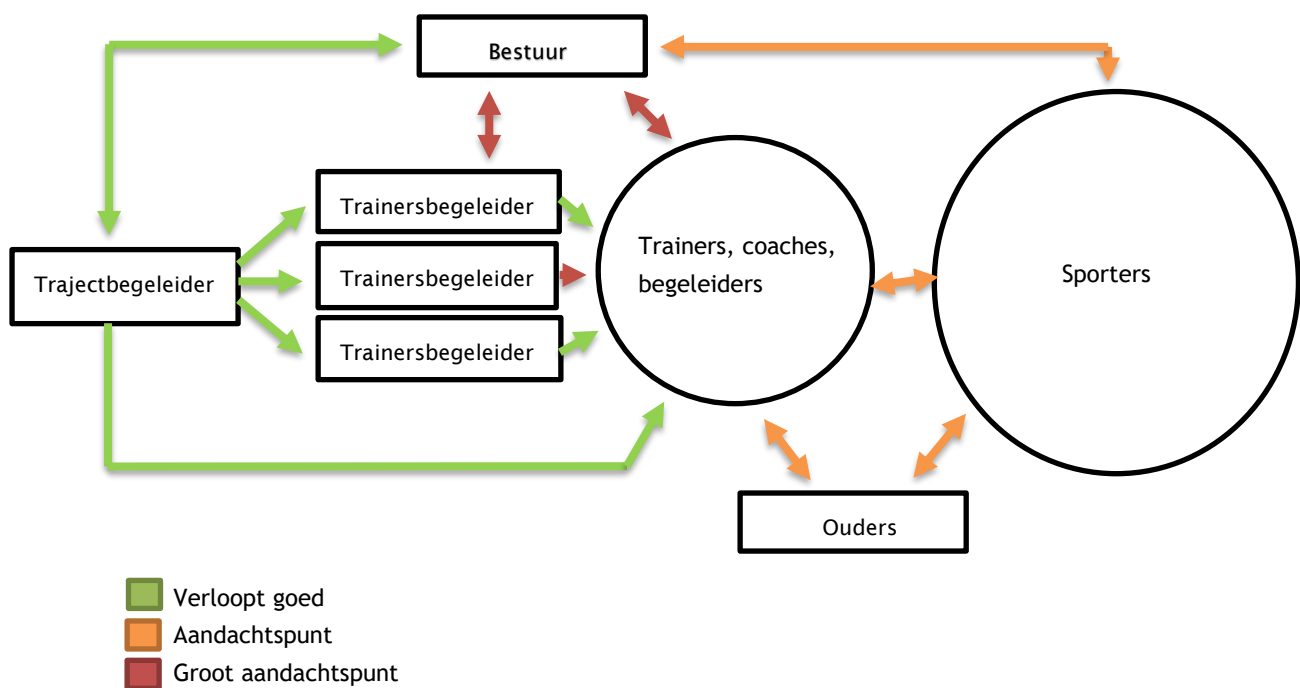 Bestuur
Trainersbegeleider
Trajectbegeleider
Trainersbegeleider
Trainersbegeleider
Trainers, coaches,
begeleiders
Sporters
Ouders
Verloopt goed
Aandachtspunt
Groot aandachtspunt